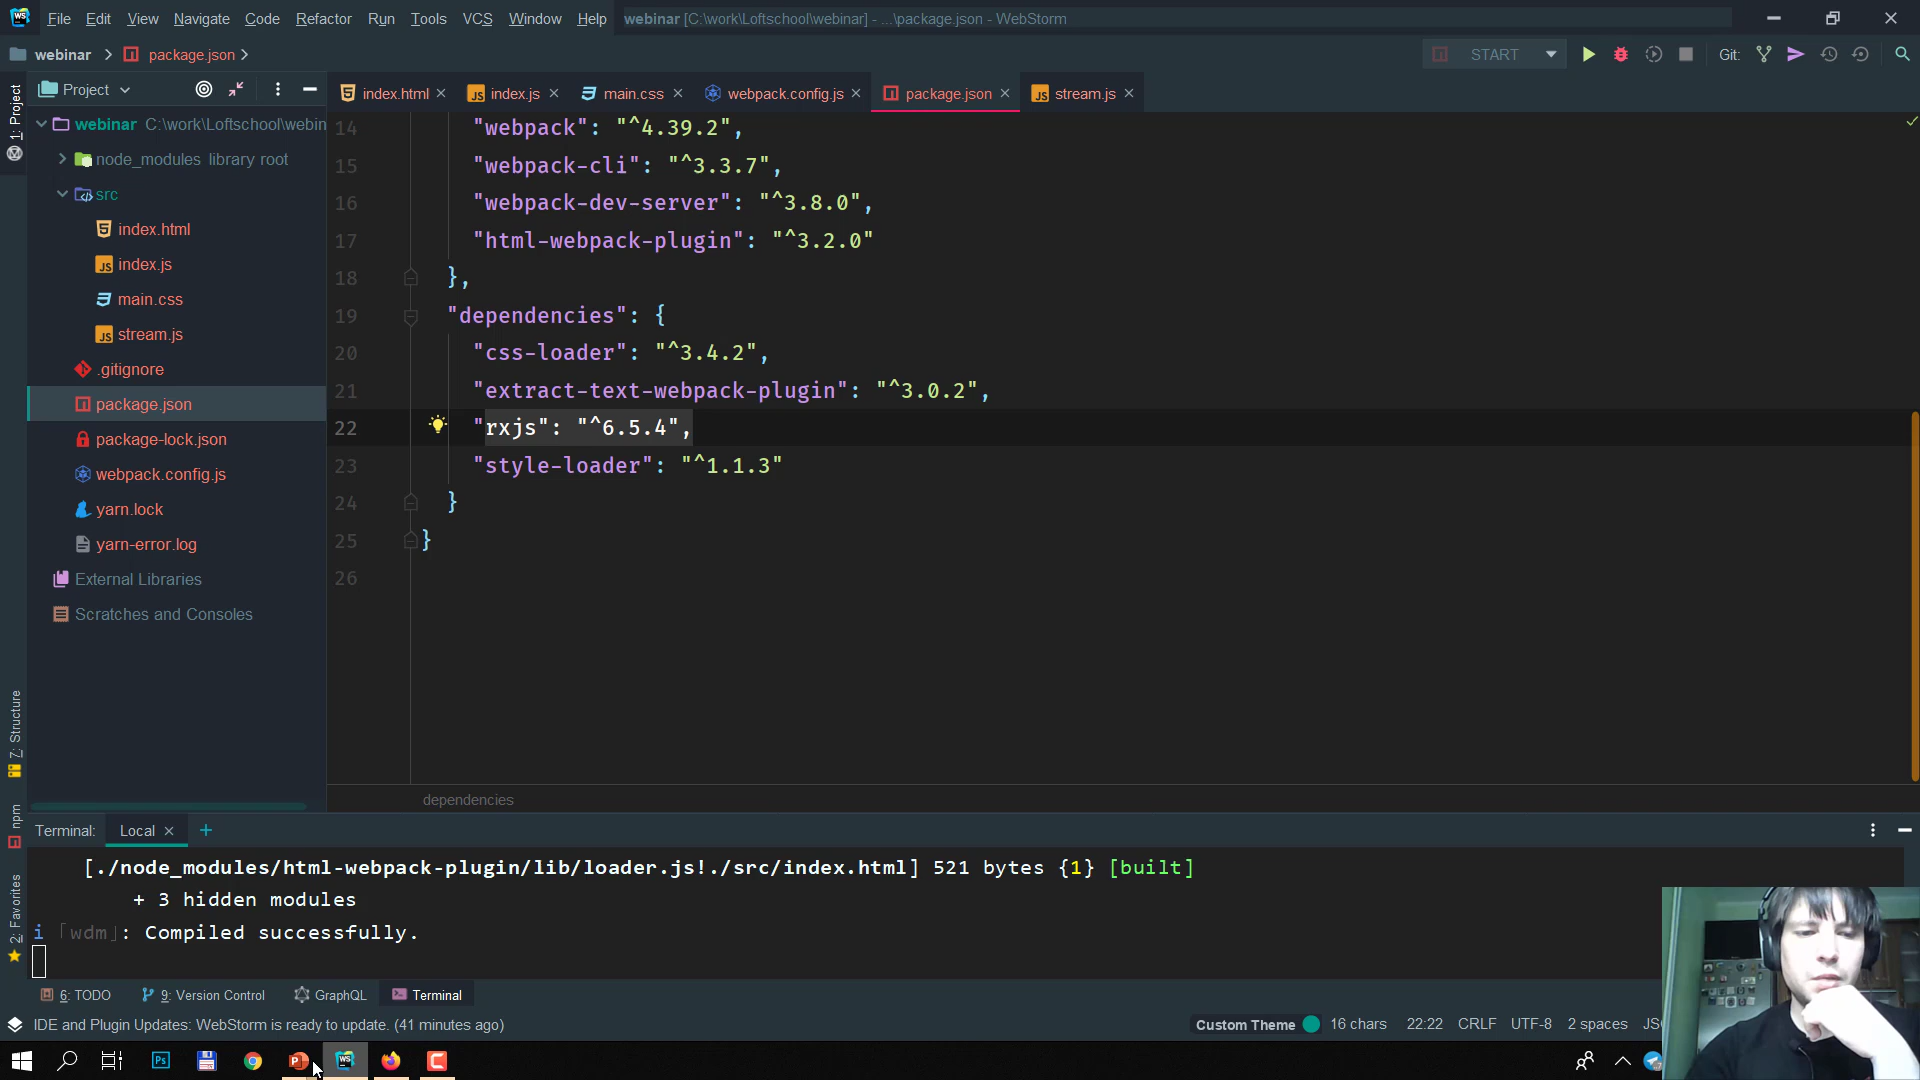 File Edit View Navigate Code Refactor Run Tools VCS Window Help webinar [C:\work\Loftschool\webinar] - ...\package.json - WebStorm
webinar package.json START Git:
Project index.html index.js main.css webpack.config.js package.json stream.js
1: Project
webinar C:\work\Loftschool\webin
node_modules library root
src
index.html
index.js
main.css
stream.js
.gitignore
package.json
package-lock.json
webpack.config.js
yarn.lock
yarn-error.log
External Libraries
Scratches and Consoles
14 "webpack": "^4.39.2",
15 "webpack-cli": "^3.3.7",
16 "webpack-dev-server": "^3.8.0",
17 "html-webpack-plugin": "^3.2.0"
18 },
19 "dependencies": {
20 "css-loader": "^3.4.2",
21 "extract-text-webpack-plugin": "^3.0.2",
22 "rxjs": "^6.5.4",
23 "style-loader": "^1.1.3"
24 }
25 }
26
dependencies
7: Structure
npm
2: Favorites
Terminal: Local
[./node_modules/html-webpack-plugin/lib/loader.js!./src/index.html] 521 bytes {1} [built]
+ 3 hidden modules
i 「wdm」: Compiled successfully.
6: TODO 9: Version Control GraphQL Terminal
IDE and Plugin Updates: WebStorm is ready to update. (41 minutes ago) Custom Theme 16 chars 22:22 CRLF UTF-8 2 spaces JS